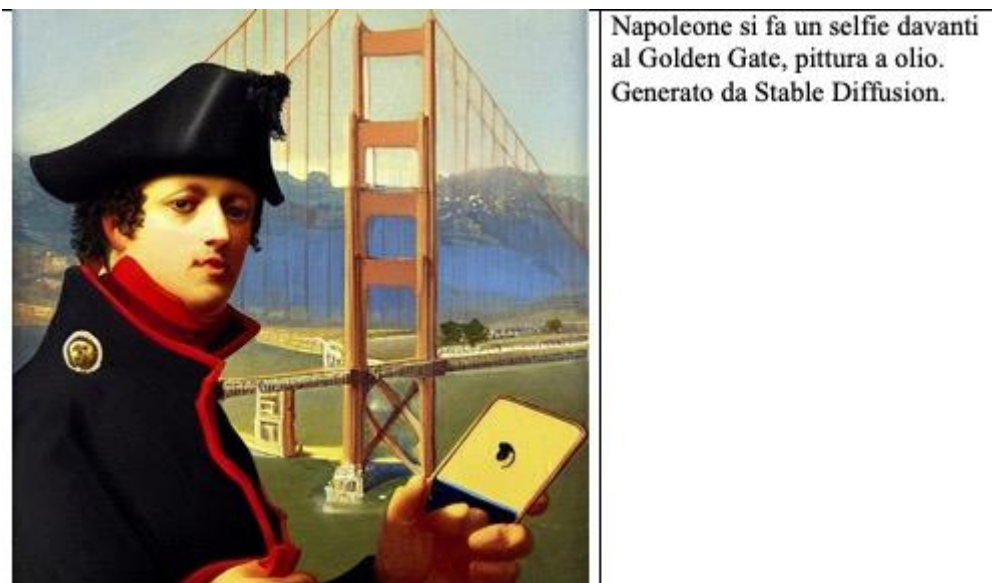 Napoleone si fa un selfie davanti
al Golden Gate, pittura a olio.
Generato da Stable Diffusion.